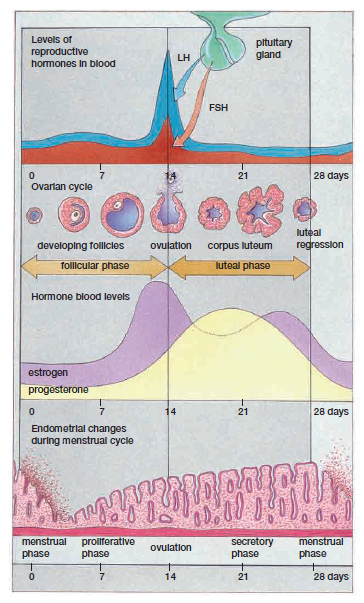 Levels of
reproductive
hormones in blood
LH
pituitary
gland
FSH
0 7 14 21 28 days
Ovarian cycle
developing follicles ovulation corpus luteum luteal
regression
follicular phase luteal phase
Hormone blood levels
estrogen
progesterone
0 7 14 21 28 days
Endometrial changes
during menstrual cycle
menstrual proliferative ovulation secretory menstrual
phase phase phase phase
0 7 14 21 28 days